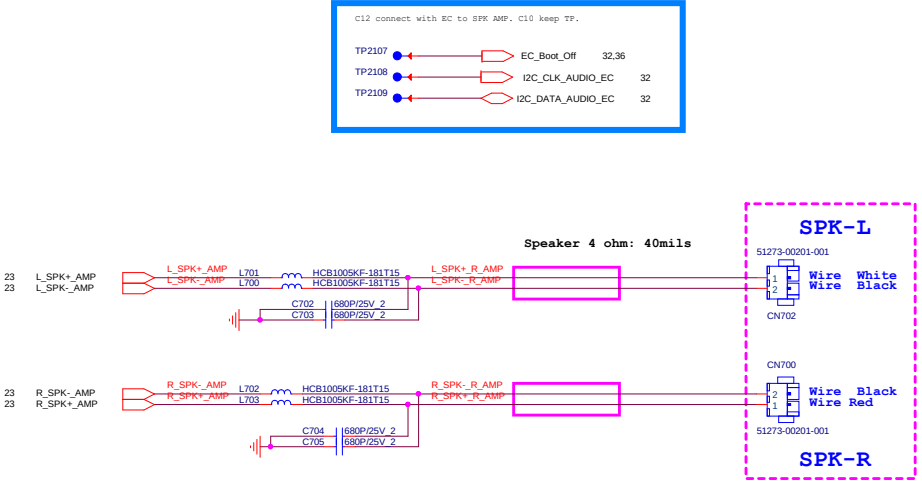 C12 connect with EC to SPK AMP. C10 keep TP.
TP2107 EC_Boot_Off 32,36
TP2108 I2C_CLK_AUDIO_EC 32
TP2109 I2C_DATA_AUDIO_EC 32
SPK-L
Speaker 4 ohm: 40mils
51273-00201-001
23 L_SPK+_AMP L_SPK+_AMP L701 HCB1005KF-181T15 L_SPK+_R_AMP 1 Wire White
23 L_SPK-_AMP L_SPK-_AMP L700 HCB1005KF-181T15 L_SPK-_R_AMP 2 Wire Black
C702 680P/25V_2
C703 680P/25V_2
CN702
CN700
23 R_SPK-_AMP R_SPK-_AMP L702 HCB1005KF-181T15 R_SPK-_R_AMP 2 Wire Black
23 R_SPK+_AMP R_SPK+_AMP L703 HCB1005KF-181T15 R_SPK+_R_AMP 1 Wire Red
C704 680P/25V_2
C705 680P/25V_2
51273-00201-001
SPK-R